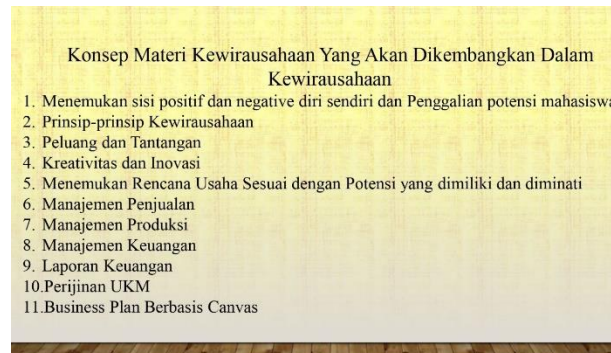 Konsep Materi Kewirausahaan Yang Akan Dikembangkan Dalam
Kewirausahaan
1. Menemukan sisi positif dan negative diri sendiri dan Penggalian potensi mahasiswa
2. Prinsip-prinsip Kewirausahaan
3. Peluang dan Tantangan
4. Kreativitas dan Inovasi
5. Menemukan Rencana Usaha Sesuai dengan Potensi yang dimiliki dan diminati
6. Manajemen Penjualan
7. Manajemen Produksi
8. Manajemen Keuangan
9. Laporan Keuangan
10.Perijinan UKM
11.Business Plan Berbasis Canvas